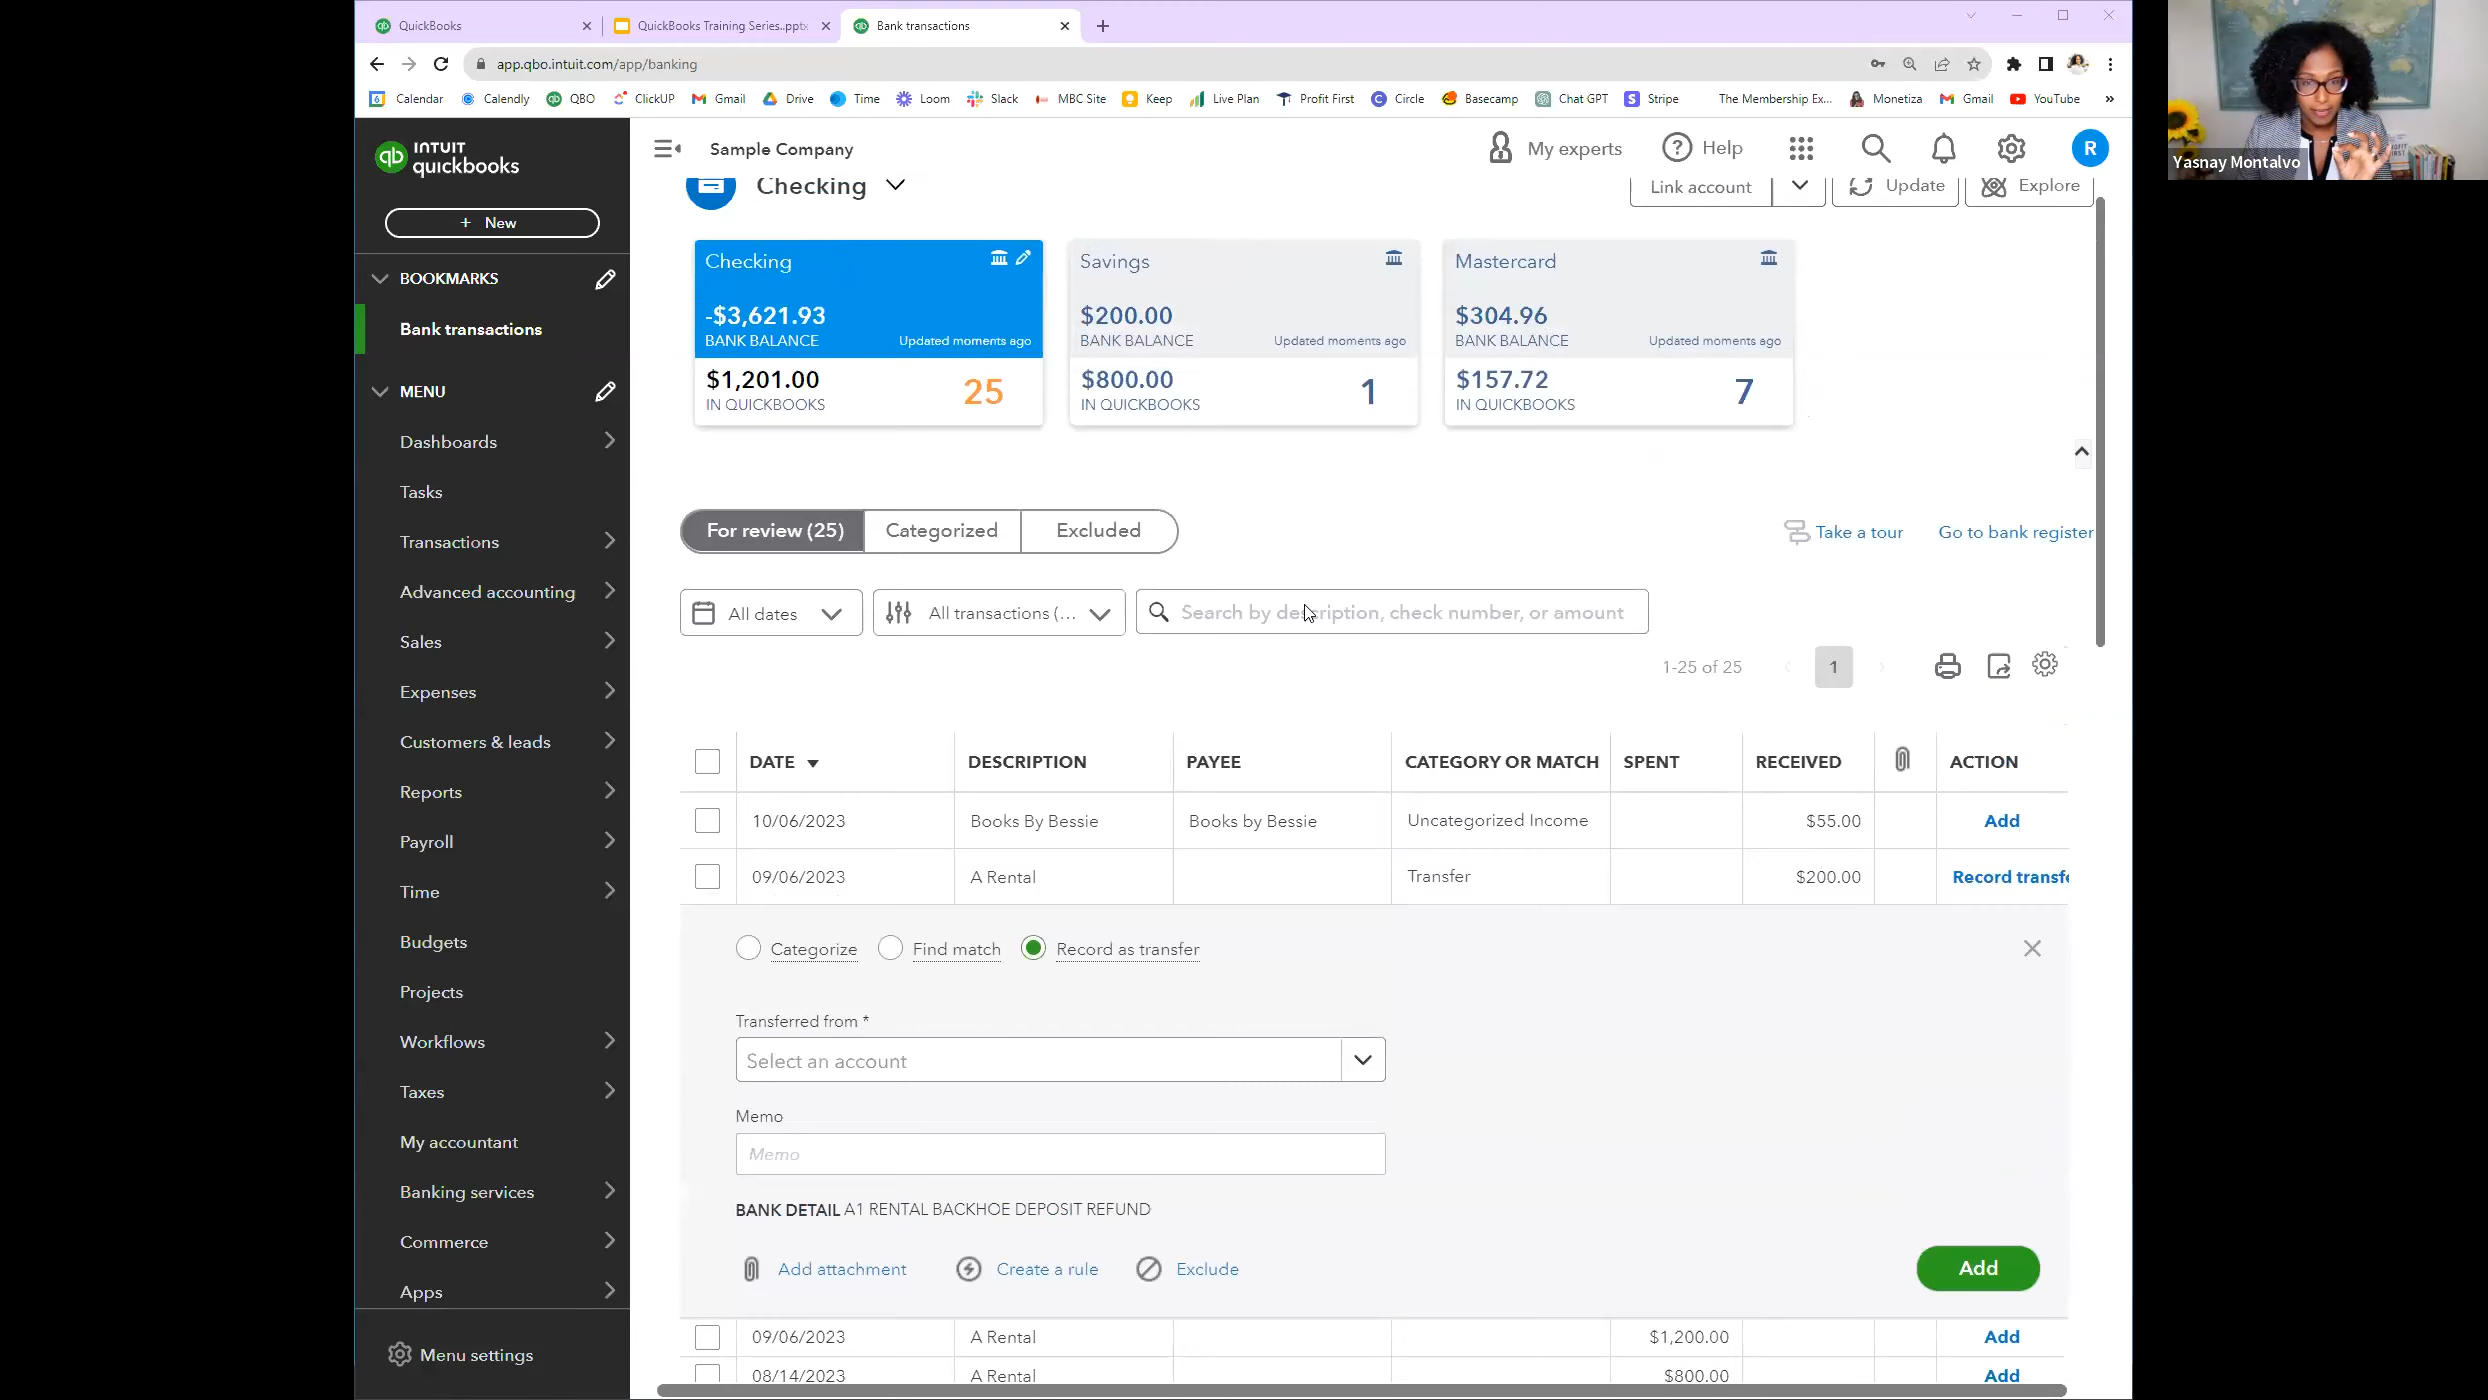 QuickBooks
QuickBooks Training Series..pptx
Bank transactions
app.qbo.intuit.com/app/banking
Calendar
Calendly
QBO
ClickUP
Gmail
Drive
Time
Loom
Slack
MBC Site
Keep
Live Plan
Profit First
Circle
Basecamp
Chat GPT
Stripe
The Membership Ex...
Monetiza
Gmail
YouTube
Yasnay Montalvo
INTUIT
quickbooks
+ New
BOOKMARKS
Bank transactions
MENU
Dashboards
Tasks
Transactions
Advanced accounting
Sales
Expenses
Customers & leads
Reports
Payroll
Time
Budgets
Projects
Workflows
Taxes
My accountant
Banking services
Commerce
Apps
Menu settings
Sample Company
My experts
Help
R
Checking
Link account
Update
Explore
Checking
-$3,621.93
BANK BALANCE
Updated moments ago
$1,201.00
IN QUICKBOOKS
25
Savings
$200.00
BANK BALANCE
Updated moments ago
$800.00
IN QUICKBOOKS
1
Mastercard
$304.96
BANK BALANCE
Updated moments ago
$157.72
IN QUICKBOOKS
7
For review (25)
Categorized
Excluded
Take a tour
Go to bank register
All dates
All transactions (...
Search by description, check number, or amount
1-25 of 25
1
DATE DESCRIPTION PAYEE CATEGORY OR MATCH SPENT RECEIVED ACTION
10/06/2023 Books By Bessie Books by Bessie Uncategorized Income $55.00 Add
09/06/2023 A Rental Transfer $200.00 Record transfe
Categorize
Find match
Record as transfer
Transferred from *
Select an account
Memo
Memo
BANK DETAIL A1 RENTAL BACKHOE DEPOSIT REFUND
Add attachment
Create a rule
Exclude
Add
09/06/2023 A Rental $1,200.00 Add
08/14/2023 A Rental $800.00 Add